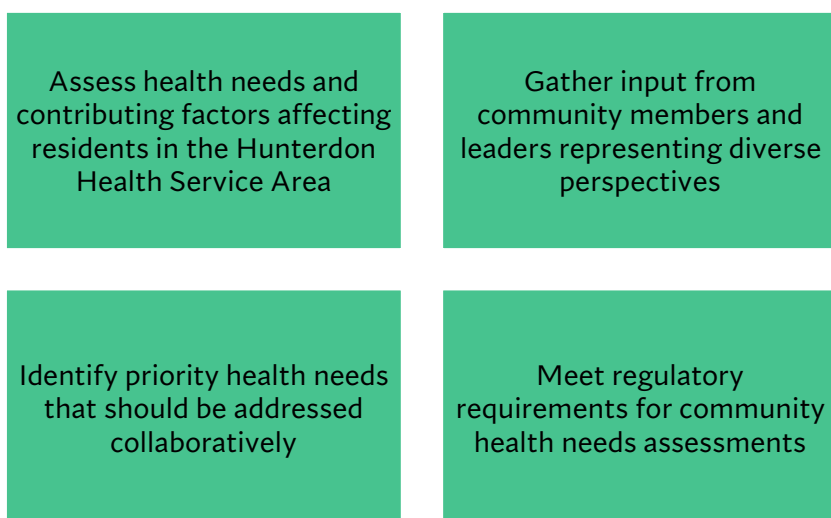 Assess health needs and
contributing factors affecting
residents in the Hunterdon
Health Service Area
Gather input from
community members and
leaders representing diverse
perspectives
Identify priority health needs
that should be addressed
collaboratively
Meet regulatory
requirements for community
health needs assessments